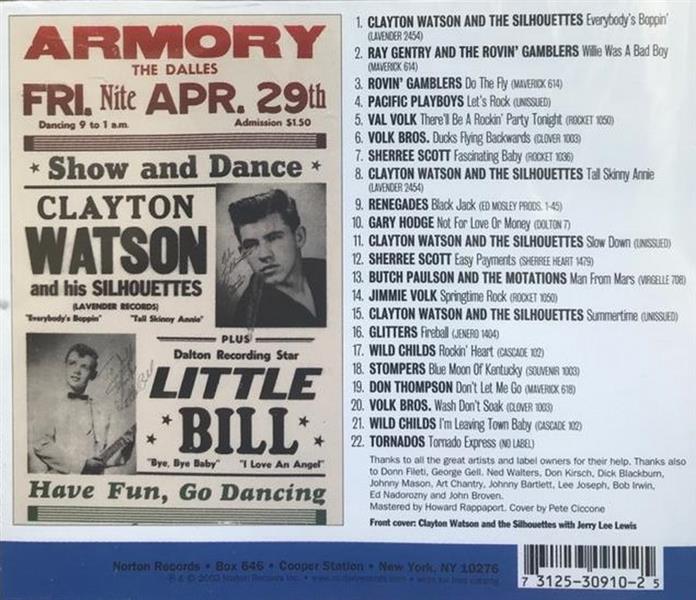 ARMORY
THE DALLES
FRI. Nite APR. 29th
Dancing 9 to 1 a.m. Admission $1.50
* Show and Dance *
CLAYTON
WATSON
and his SILHOUETTES
(LAVENDER RECORDS)
"Everybody's Boppin" "Tall Skinny Annie"
PLUS
Dalton Recording Star
LITTLE
* BILL *
"Bye, Bye Baby" "I Love An Angel"
Have Fun, Go Dancing
1. CLAYTON WATSON AND THE SILHOUETTES Everybody's Boppin'
(LAVENDER 2454)
2. RAY GENTRY AND THE ROVIN' GAMBLERS Willie Was A Bad Boy
(MAVERICK 614)
3. ROVIN' GAMBLERS Do The Fly (MAVERICK 614)
4. PACIFIC PLAYBOYS Let's Rock (UNISSUED)
5. VAL VOLK There'll Be A Rockin' Party Tonight (ROCKET 1050)
6. VOLK BROS. Ducks Flying Backwards (CLOVER 1003)
7. SHERREE SCOTT Fascinating Baby (ROCKET 1036)
8. CLAYTON WATSON AND THE SILHOUETTES Tall Skinny Annie
(LAVENDER 2454)
9. RENEGADES Black Jack (ED MOSLEY PRODS. 1-45)
10. GARY HODGE Not For Love Or Money (DOLTON 7)
11. CLAYTON WATSON AND THE SILHOUETTES Slow Down (UNISSUED)
12. SHERREE SCOTT Easy Payments (SHERREE HEART 1479)
13. BUTCH PAULSON AND THE MOTATIONS Man From Mars (VIRGELLE 708)
14. JIMMIE VOLK Springtime Rock (ROCKET 1050)
15. CLAYTON WATSON AND THE SILHOUETTES Summertime (UNISSUED)
16. GLITTERS Fireball (JENERO 1404)
17. WILD CHILDS Rockin' Heart (CASCADE 102)
18. STOMPERS Blue Moon Of Kentucky (SOUVENIR 1003)
19. DON THOMPSON Don't Let Me Go (MAVERICK 618)
20. VOLK BROS. Wash Don't Soak (CLOVER 1003)
21. WILD CHILDS I'm Leaving Town Baby (CASCADE 102)
22. TORNADOS Tornado Express (NO LABEL)
Thanks to all the great artists and label owners for their help. Thanks also
to Donn Fileti, George Gell, Ned Walters, Don Kirsch, Dick Blackburn,
Johnny Mason, Art Chantry, Johnny Bartlett, Lee Joseph, Bob Irwin,
Ed Nadorozny and John Broven.
Mastered by Howard Rappaport. Cover by Pete Ciccone
Front cover: Clayton Watson and the Silhouettes with Jerry Lee Lewis
Norton Records • Box 646 • Cooper Station • New York, NY 10276
Norton Records Inc.
7 31253-0910-2 5